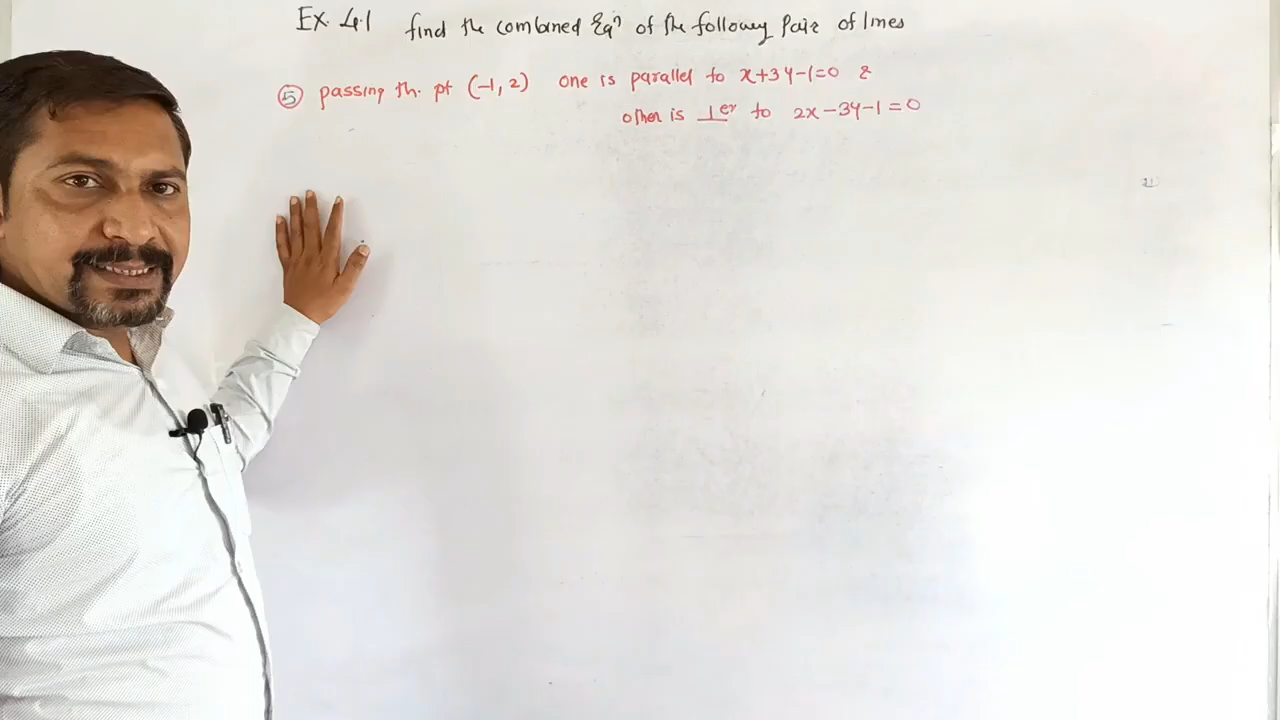 Ex. 4.1 find the combined Eqⁿ of the following Pair of lines
⑤ passing th. pt (-1, 2) one is parallel to x+3y-1=0 &
other is ⊥er to 2x-3y-1=0